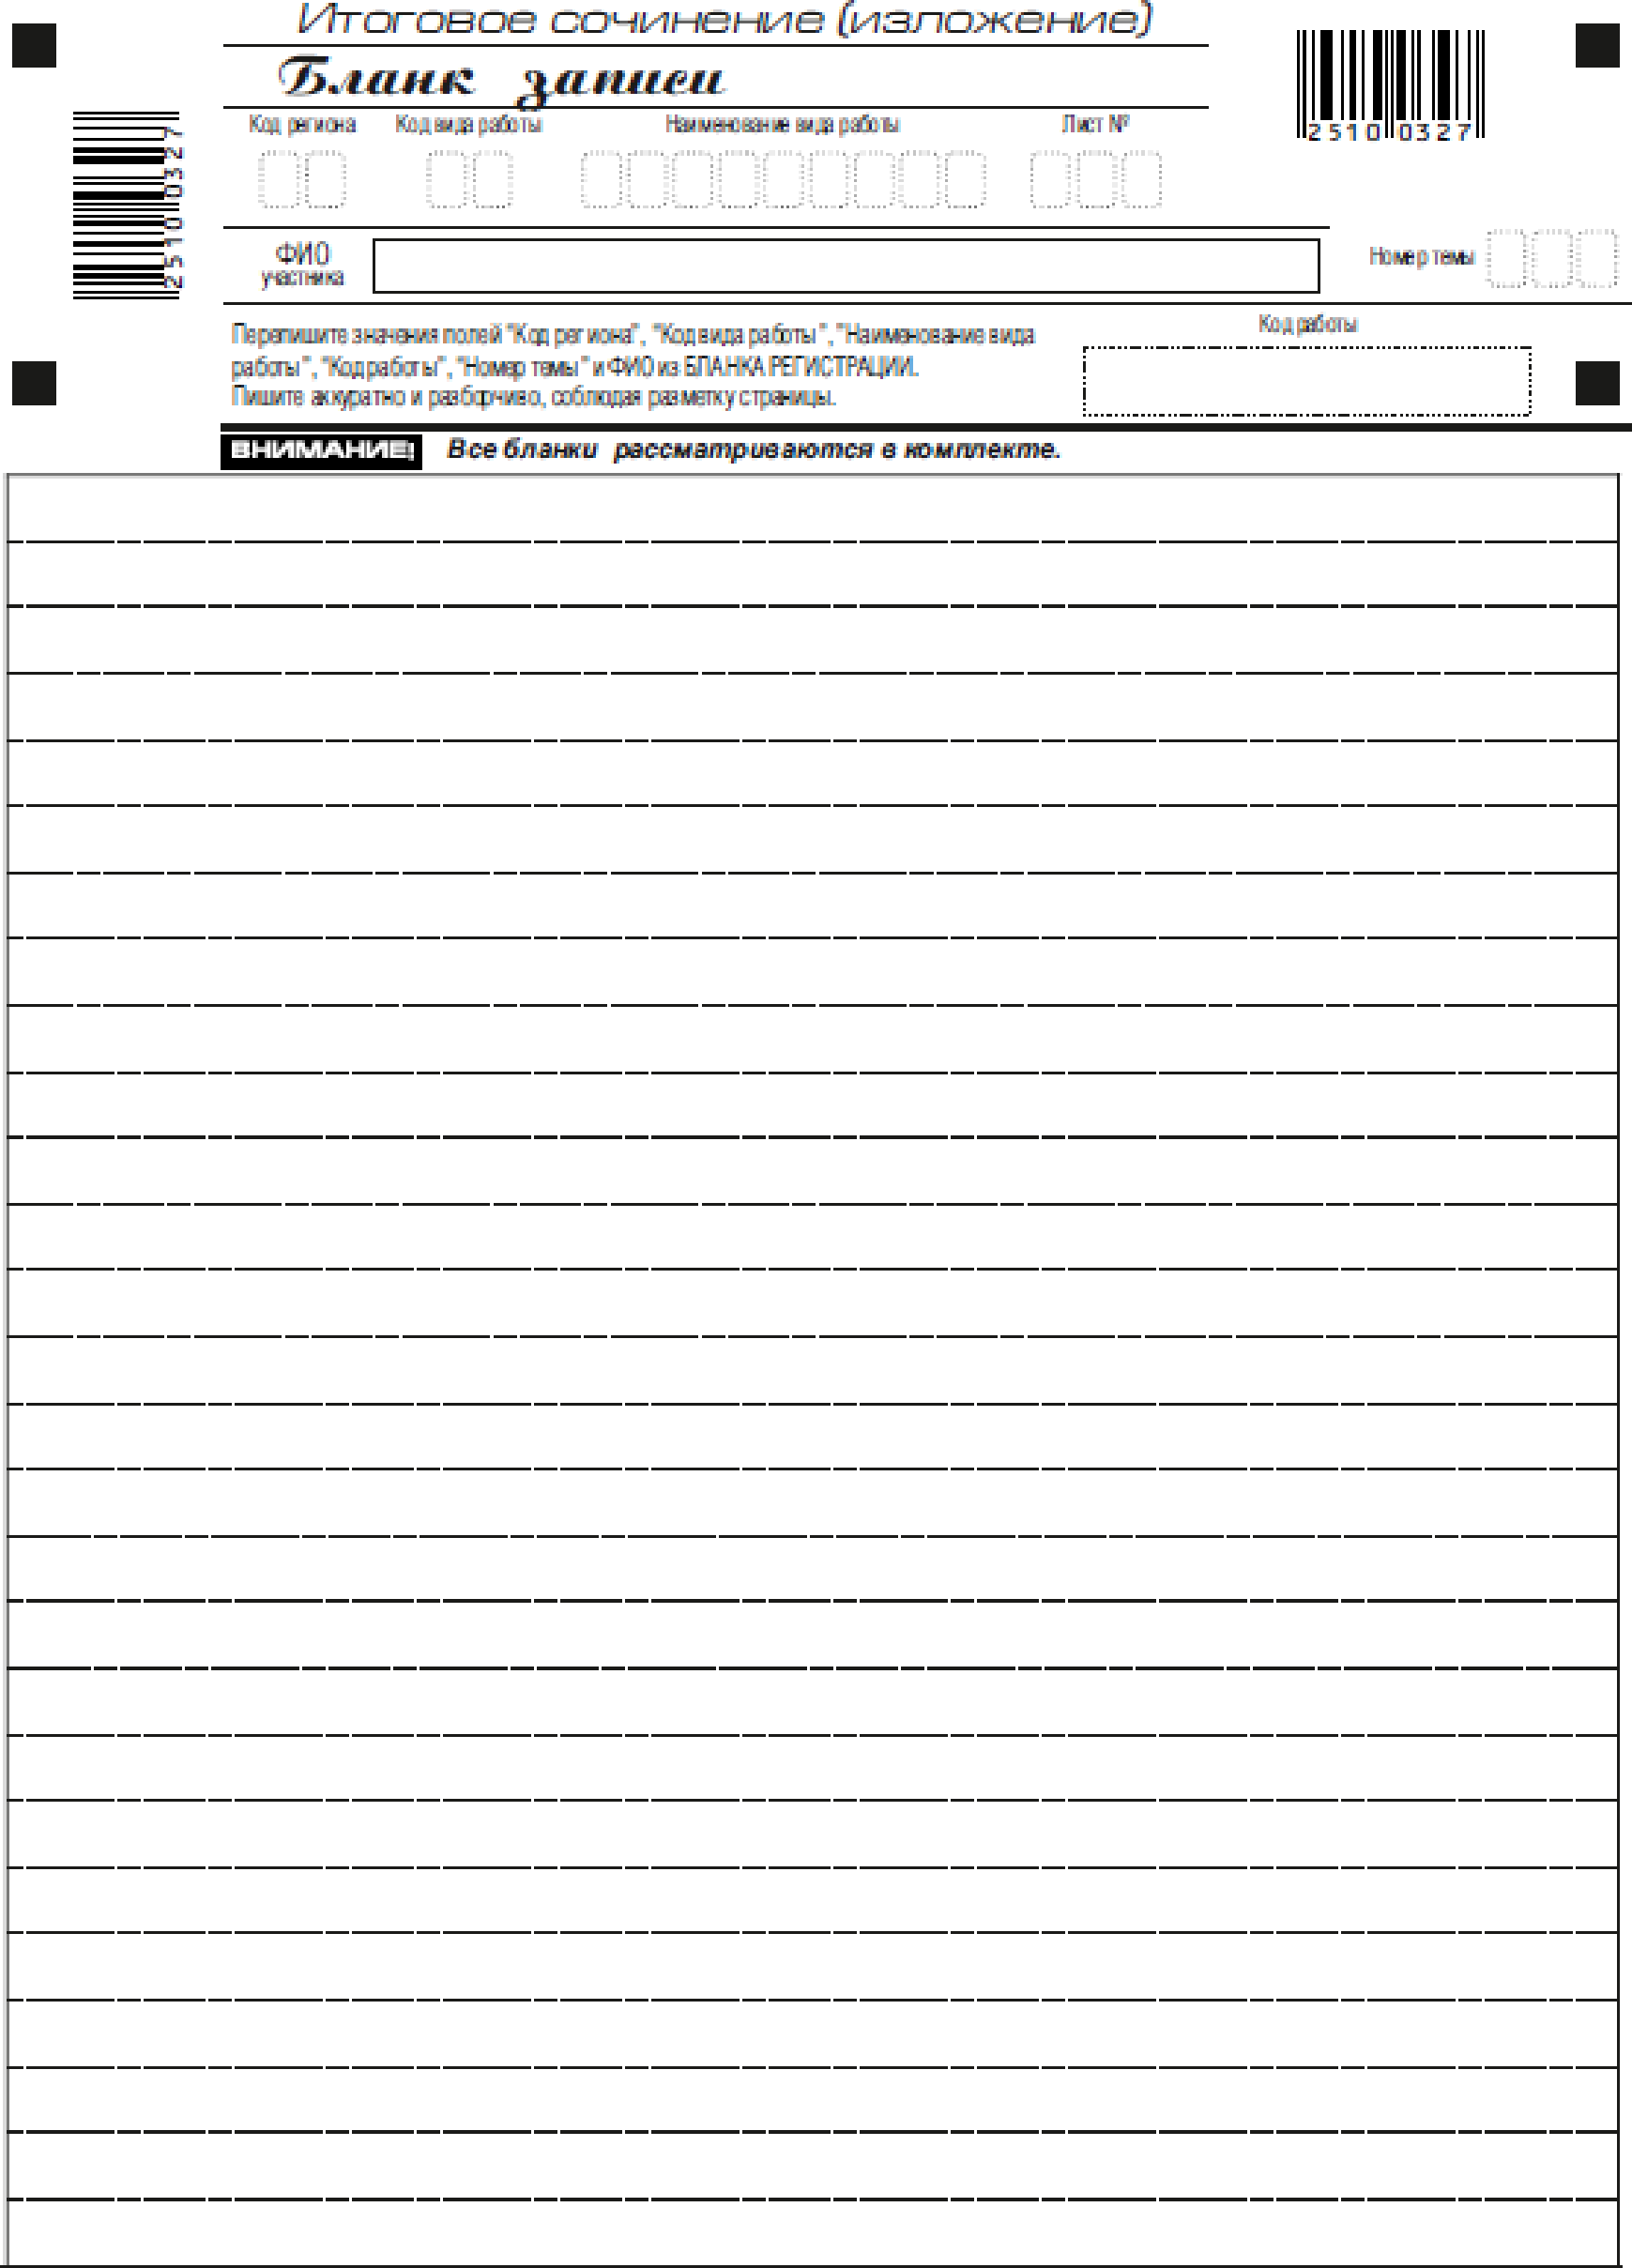 Итоговое сочинение (изложение)
Бланк записи
2510 0327
2510 0327
Код региона Код вида работы Наименование вида работы Лист №
ФИО участника
Номер темы
Перепишите значения полей "Код региона", "Код вида работы", "Наименование вида
работы", "Код работы", "Номер темы" и ФИО из БЛАНКА РЕГИСТРАЦИИ.
Пишите аккуратно и разборчиво, соблюдая разметку страницы.
Код работы
ВНИМАНИЕ! Все бланки рассматриваются в комплекте.